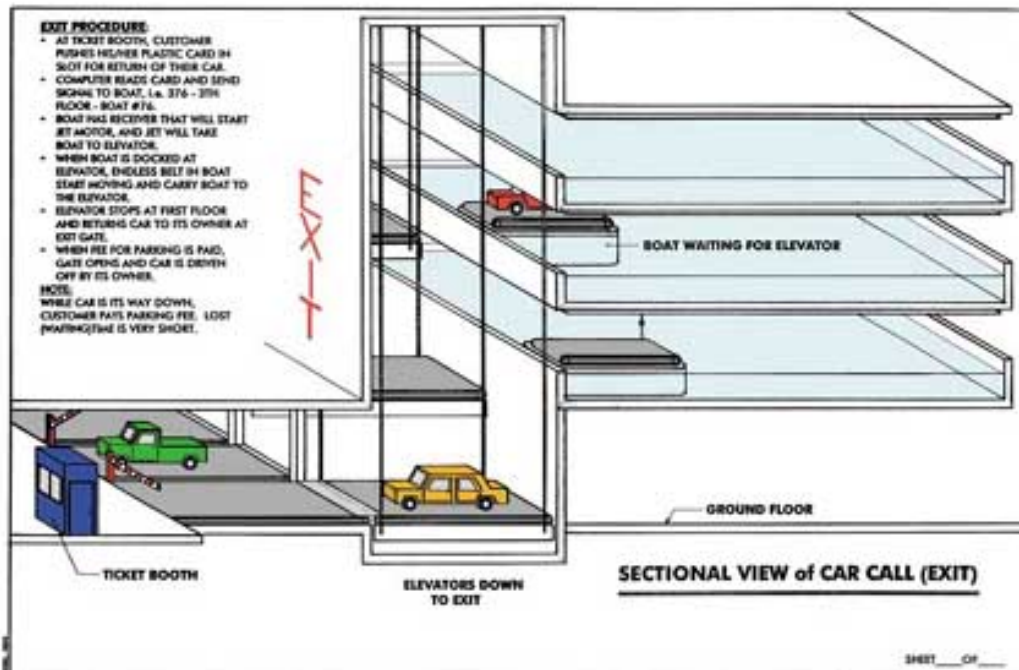 EXIT PROCEDURE:
• AT TICKET BOOTH, CUSTOMER
PUSHES HIS/HER PLASTIC CARD IN
SLOT FOR RETURN OF THEIR CAR.
• COMPUTER READS CARD AND SEND
SIGNAL TO BOAT, i.e. 376 - 3TH
FLOOR - BOAT #76.
• BOAT HAS RECEIVER THAT WILL START
JET MOTOR, AND JET WILL TAKE
BOAT TO ELEVATOR.
• WHEN BOAT IS DOCKED AT
ELEVATOR, ENDLESS BELT IN BOAT
START MOVING AND CARRY BOAT TO
THE ELEVATOR.
• ELEVATOR STOPS AT FIRST FLOOR
AND RETURNS CAR TO ITS OWNER AT
EXIT GATE.
• WHEN FEE FOR PARKING IS PAID,
GATE OPENS AND CAR IS DRIVEN
OFF BY ITS OWNER.
NOTE:
WHILE CAR IS ITS WAY DOWN,
CUSTOMER PAYS PARKING FEE. LOST
(WAITING)TIME IS VERY SHORT.
EXIT
BOAT WAITING FOR ELEVATOR
GROUND FLOOR
TICKET BOOTH
ELEVATORS DOWN
TO EXIT
SECTIONAL VIEW of CAR CALL (EXIT)
SHEET____OF____